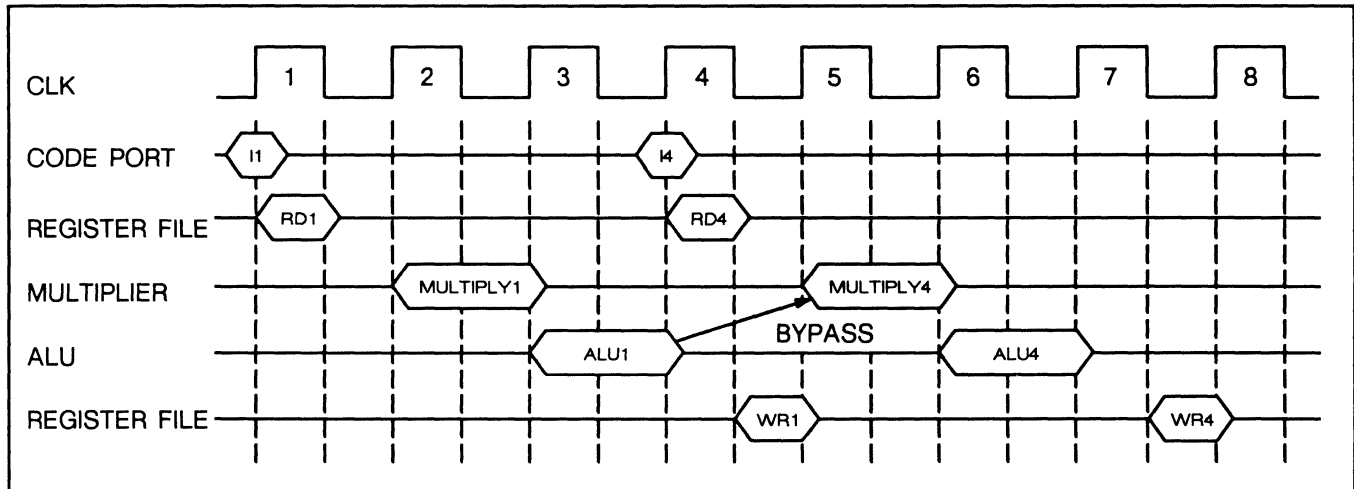 CLK 1 2 3 4 5 6 7 8
CODE PORT I1 I4
REGISTER FILE RD1 RD4
MULTIPLIER MULTIPLY1 MULTIPLY4
BYPASS
ALU ALU1 ALU4
REGISTER FILE WR1 WR4